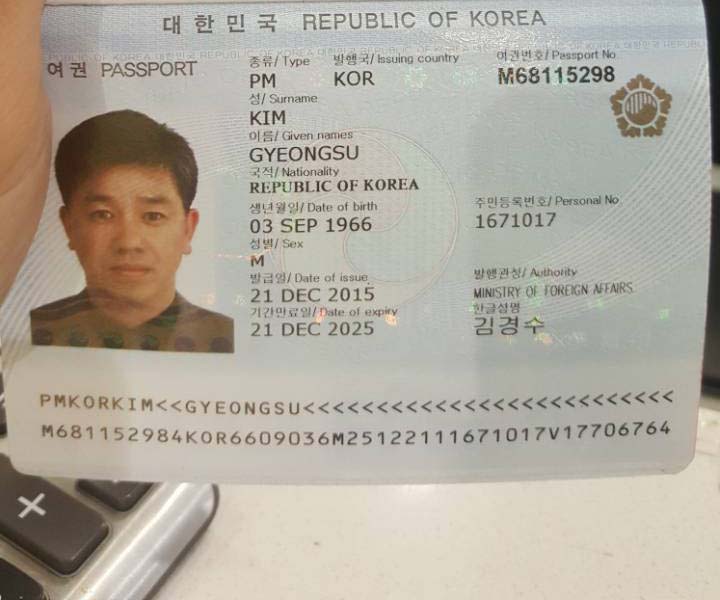 대한민국 REPUBLIC OF KOREA
여권 PASSPORT
종류/ Type 발행국/ Issuing country 여권번호/ Passport No.
PM KOR M68115298
성/ Surname
KIM
이름/ Given names
GYEONGSU
국적/ Nationality
REPUBLIC OF KOREA
생년월일/ Date of birth 주민등록번호/ Personal No.
03 SEP 1966 1671017
성별/ Sex
M
발급일/ Date of issue 발행관청/ Authority
21 DEC 2015 MINISTRY OF FOREIGN AFFAIRS
기간만료일/ Date of expiry 한글성명
21 DEC 2025 김경수
PMKORKIM<<GYEONGSU<<<<<<<<<<<<<<<<<<<<<<<<<<
M681152984KOR6609036M25122111671017V17706764